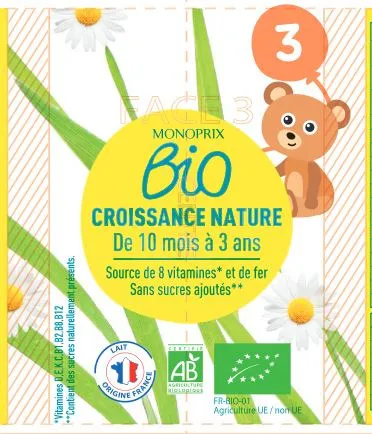 3
FACE 3
MONOPRIX
Bio
CROISSANCE NATURE
De 10 mois à 3 ans
Source de 8 vitamines* et de fer
Sans sucres ajoutés**
*Vitamines D,E,K,C,B1,B2,B8,B12
**Contient des sucres naturellement présents.
LAIT
ORIGINE FRANCE
CERTIFIÉ
AB
AGRICULTURE
BIOLOGIQUE
FR-BIO-01
Agriculture UE / non UE